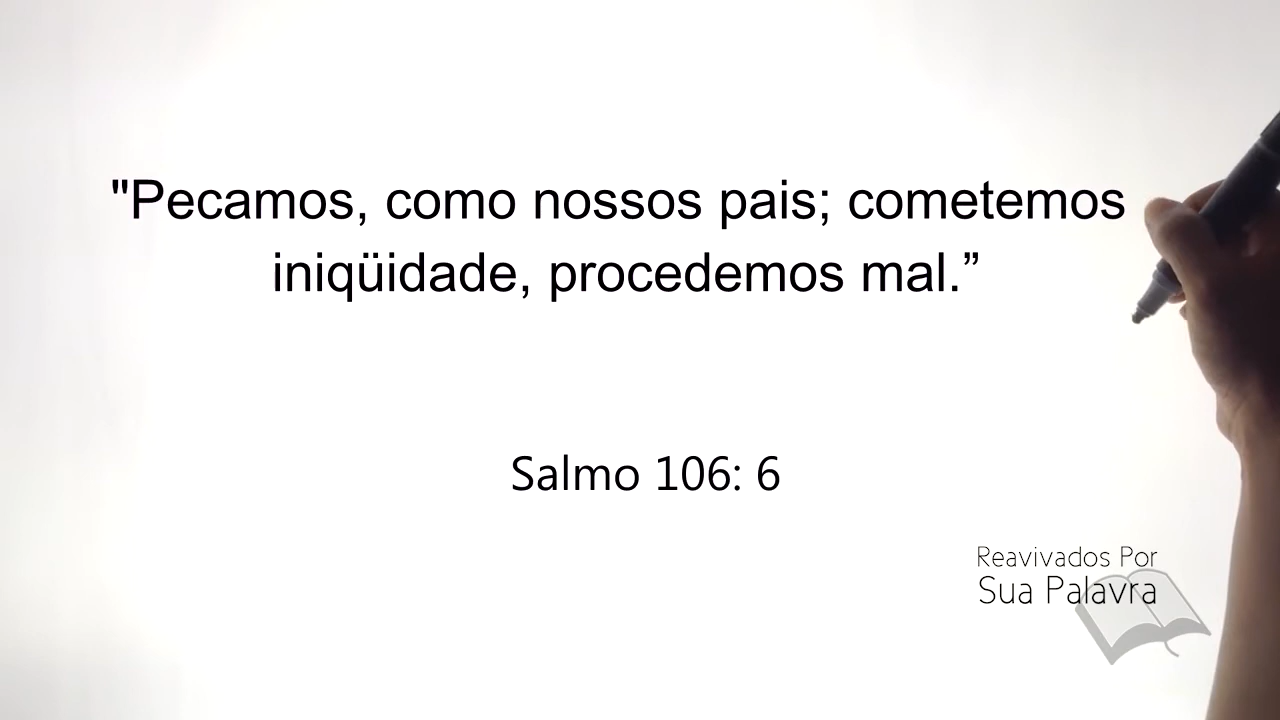 "Pecamos, como nossos pais; cometemos
iniqüidade, procedemos mal.”
Salmo 106: 6
Reavivados Por
Sua Palavra